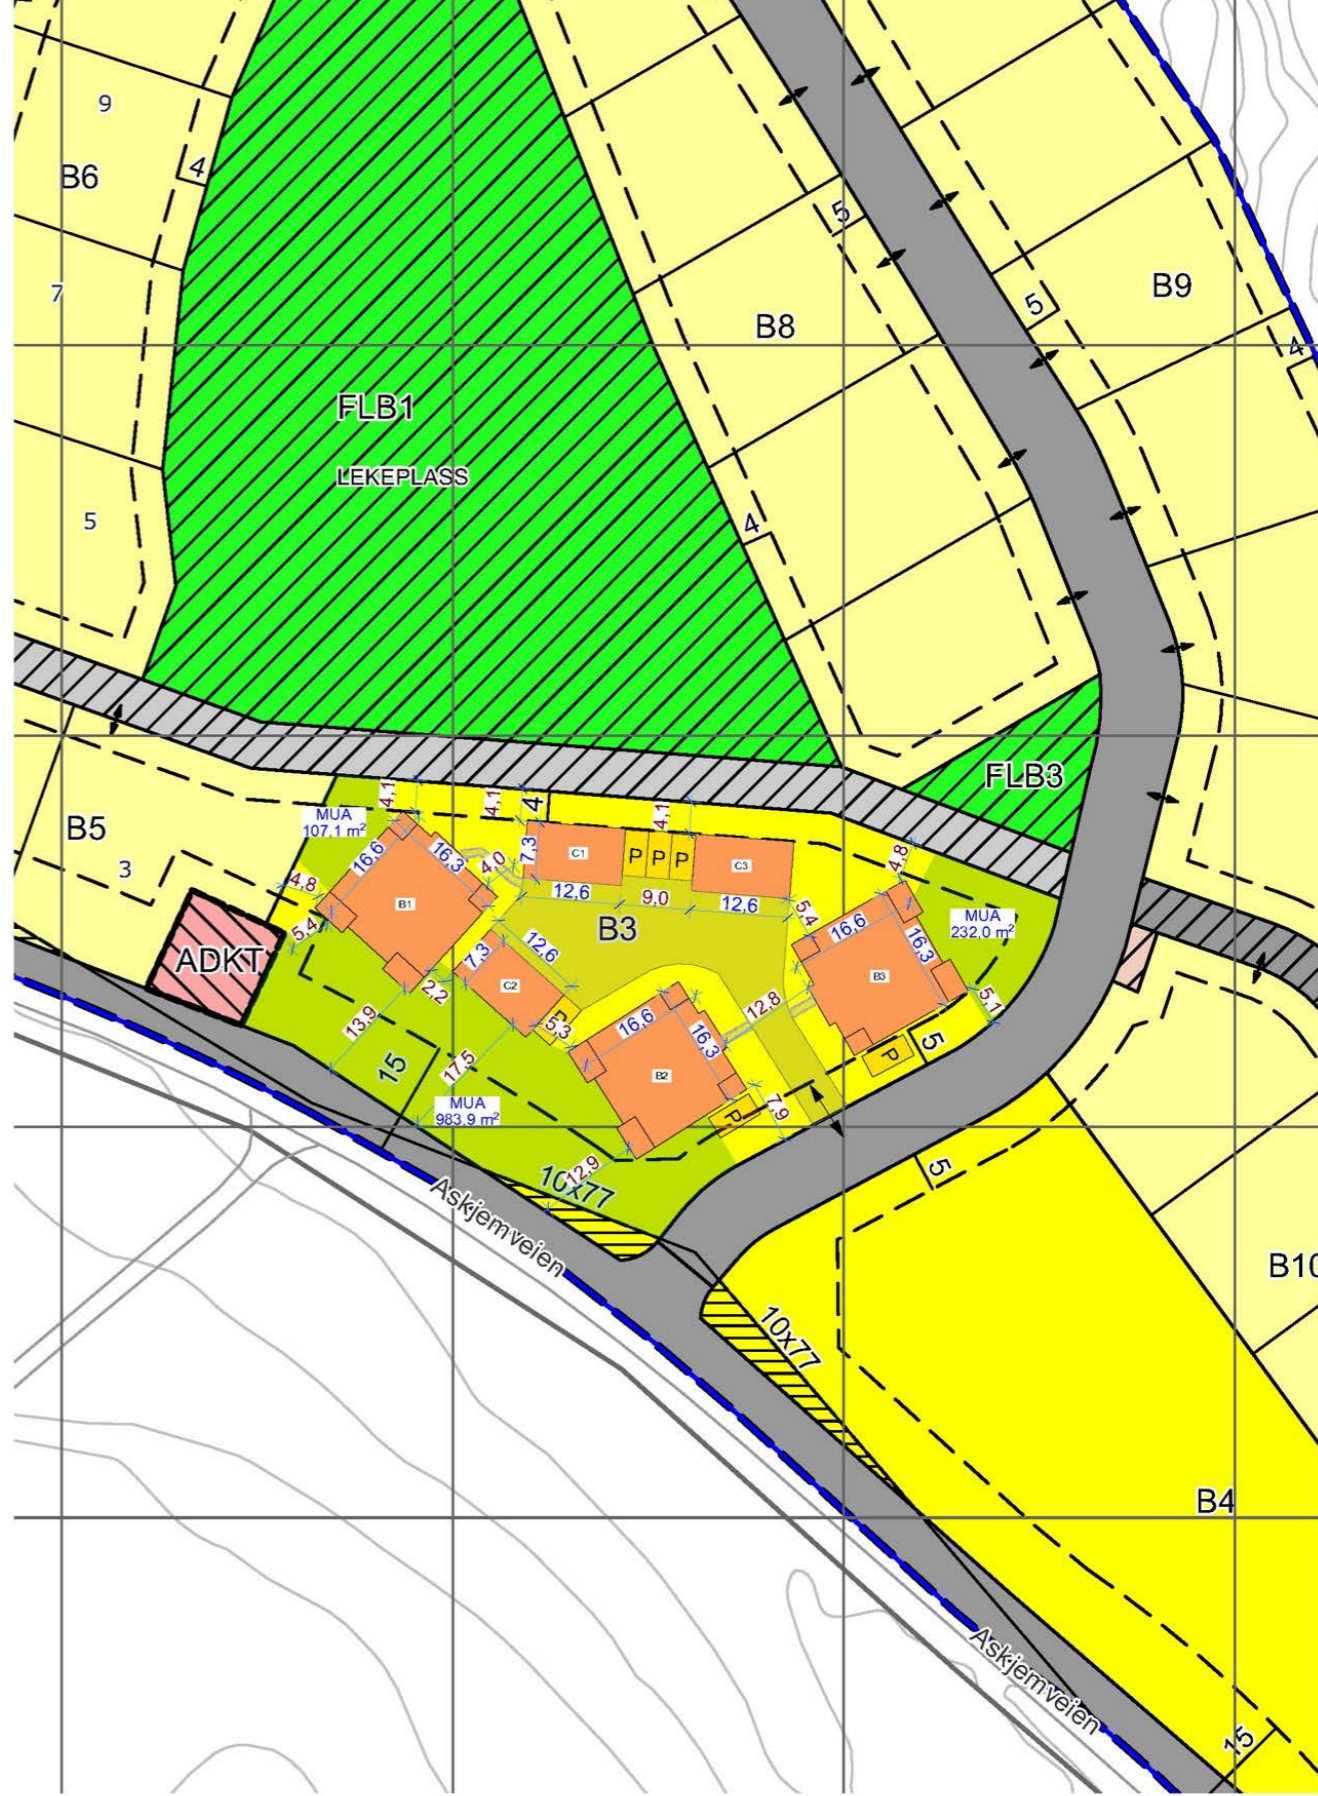 9
B6
4
7
5
5
B8
5
B9
4
FLB1
LEKEPLASS
4
5
FLB3
B5
3
MUA
107,1 m²
4,1
4,1
4
4,1
16,6
16,3
4,0
7,3
C1
P P P
C3
12,6
9,0
12,6
B3
B1
4,8
5,4
ADKT
7,3
12,6
C2
2,2
13,9
15
17,5
P
5,3
16,6
16,3
B2
12,8
5,4
4,8
16,6
16,3
B3
MUA
232,0 m²
5,1
5
P
P
7,9
MUA
983,9 m²
12,9
10x77
Askjemveien
5
10x77
B10
B4
Askjemveien
15